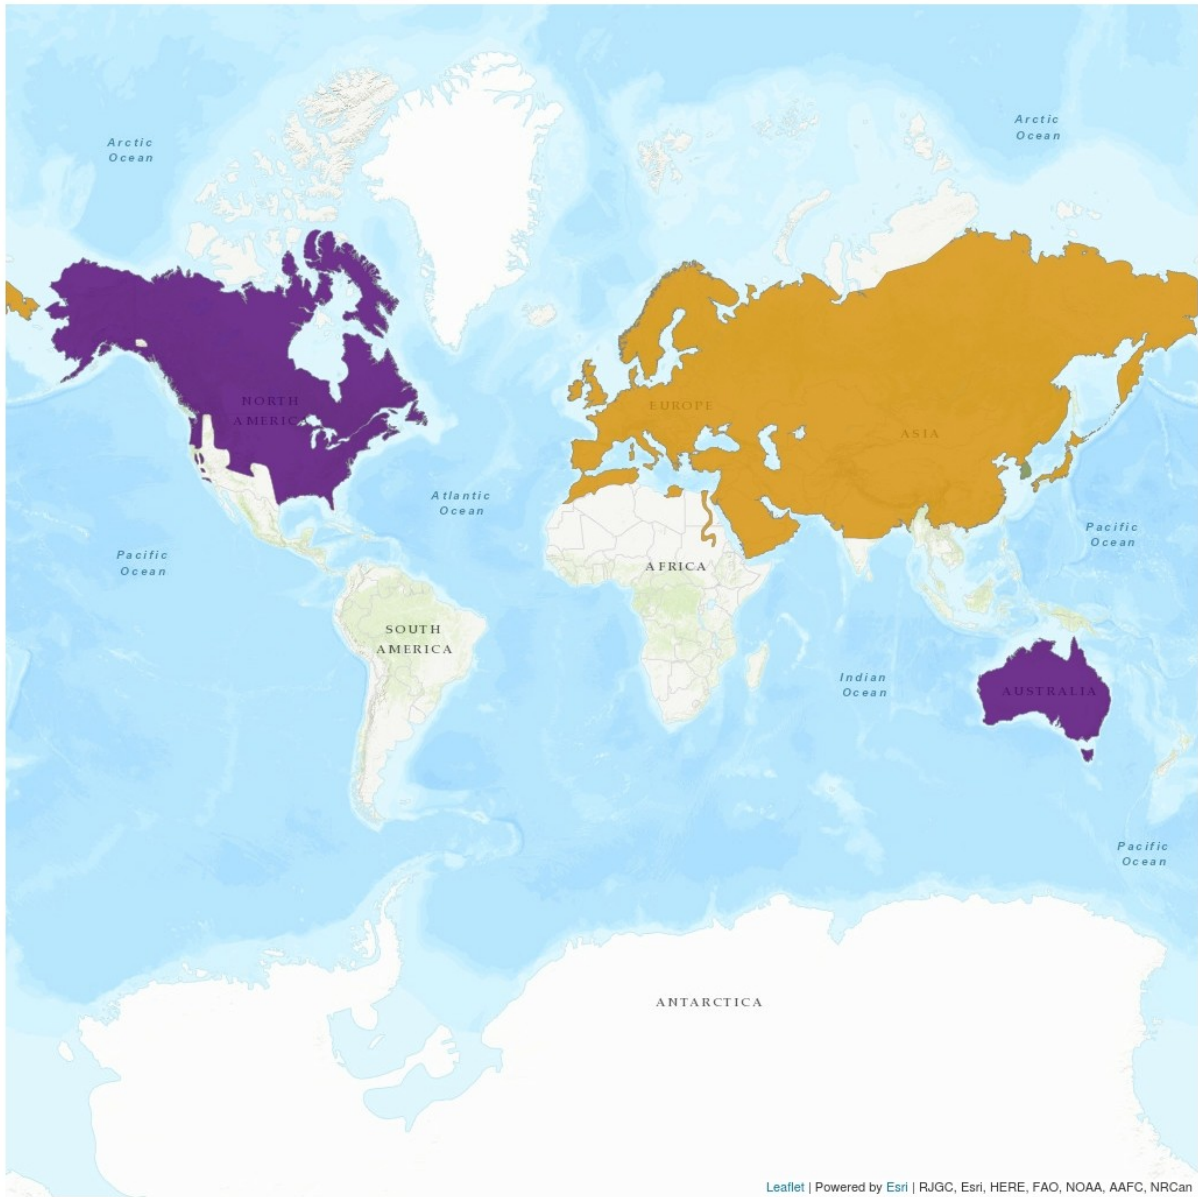 Arctic
Ocean
Arctic
Ocean
NORTH
AMERICA
EUROPE
ASIA
Atlantic
Ocean
Pacific
Ocean
Pacific
Ocean
AFRICA
SOUTH
AMERICA
Indian
Ocean
AUSTRALIA
Pacific
Ocean
ANTARCTICA
Leaflet | Powered by Esri | RJGC, Esri, HERE, FAO, NOAA, AAFC, NRCan